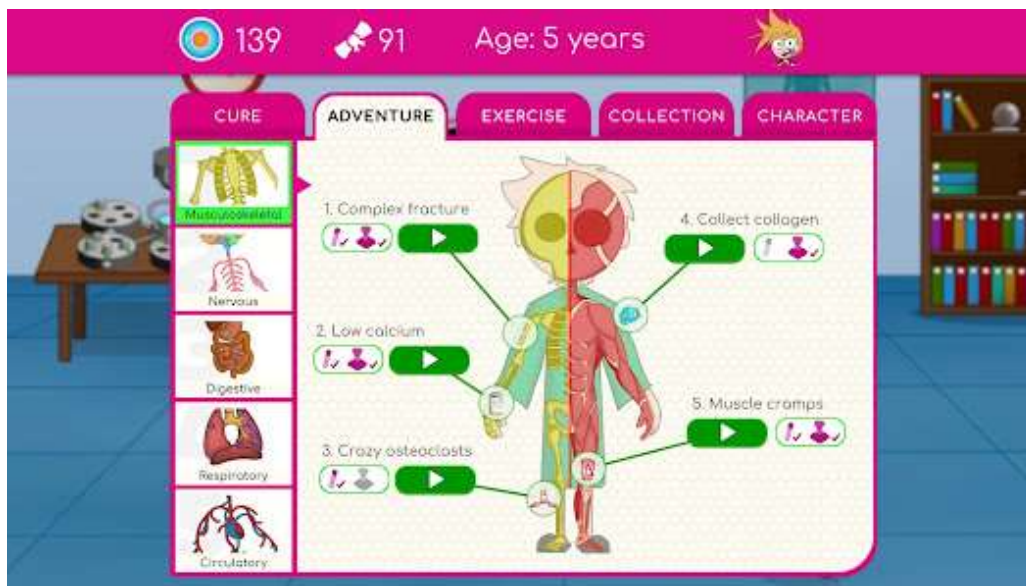 139
91
Age: 5 years
CURE
ADVENTURE
EXERCISE
COLLECTION
CHARACTER
Musculoskeletal
Nervous
Digestive
Respiratory
Circulatory
1. Complex fracture
2. Low calcium
3. Crazy osteoclasts
4. Collect collagen
5. Muscle cramps